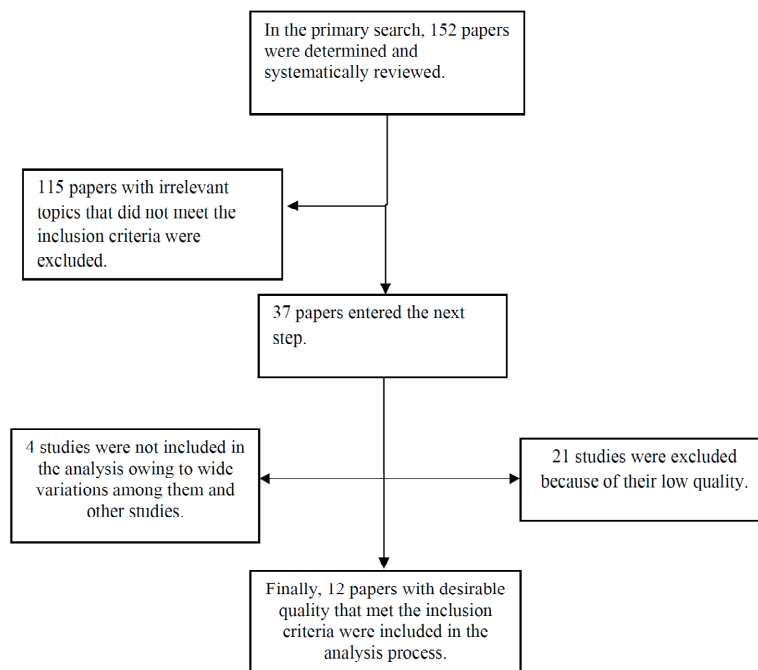 In the primary search, 152 papers
were determined and
systematically reviewed.
115 papers with irrelevant
topics that did not meet the
inclusion criteria were
excluded.
37 papers entered the next
step.
4 studies were not included in
the analysis owing to wide
variations among them and
other studies.
21 studies were excluded
because of their low quality.
Finally, 12 papers with desirable
quality that met the inclusion
criteria were included in the
analysis process.